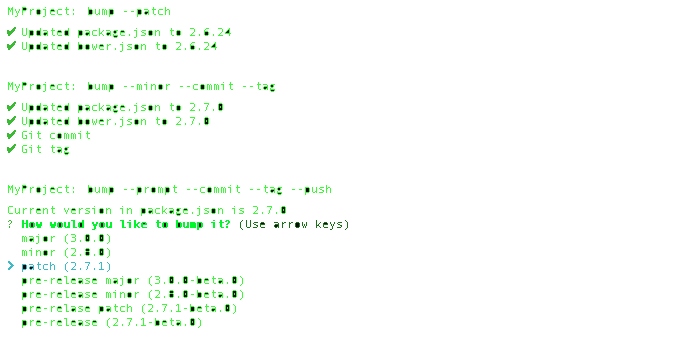 MyProject: bump --patch
✔ Updated package.json to 2.6.24
✔ Updated bower.json to 2.6.24
MyProject: bump --minor --commit --tag
✔ Updated package.json to 2.7.0
✔ Updated bower.json to 2.7.0
✔ Git commit
✔ Git tag
MyProject: bump --prompt --commit --tag --push
Current version in package.json is 2.7.0
? How would you like to bump it? (Use arrow keys)
major (3.0.0)
minor (2.8.0)
❯ patch (2.7.1)
pre-release major (3.0.0-beta.0)
pre-release minor (2.8.0-beta.0)
pre-relase patch (2.7.1-beta.0)
pre-release (2.7.1-beta.0)